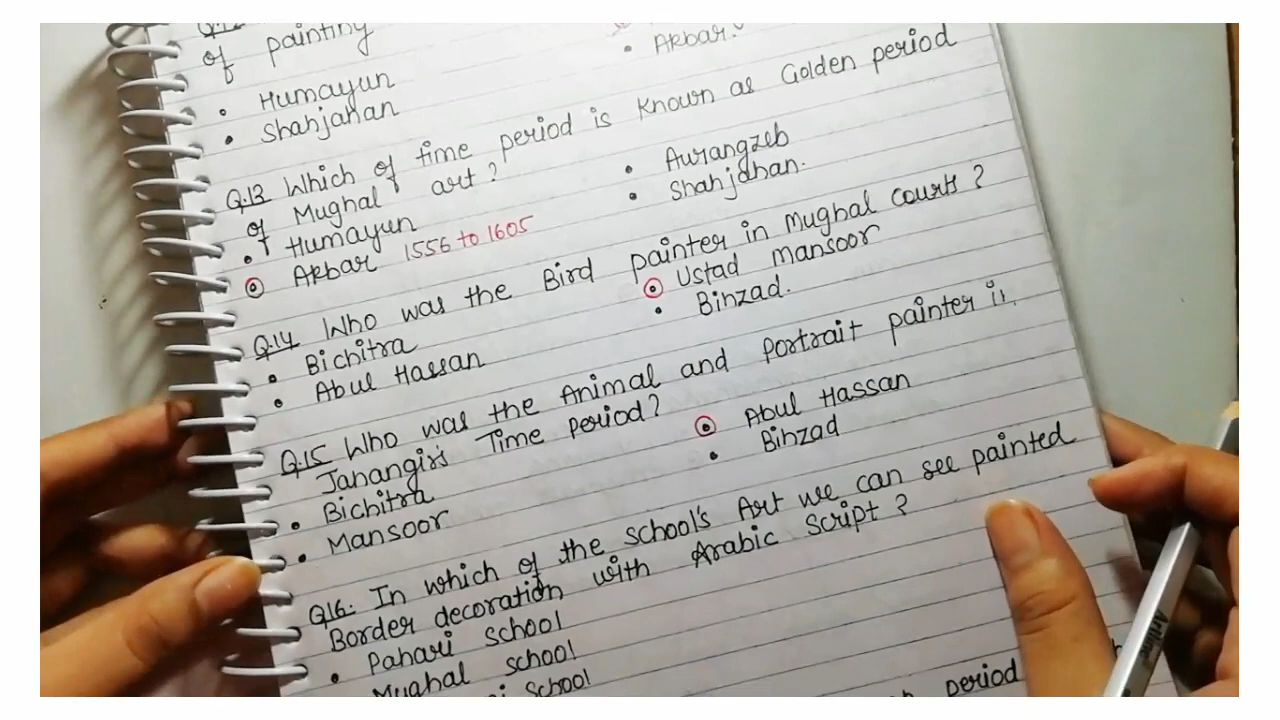 of painting
• Humayun
• Shahjahan
• Akbar.
Q.13 Which of time period is known as Golden period
of Mughal art?
• Humayun
• Akbar 1556 to 1605
• Aurangzeb
• Shahjahan.
Q.14 Who was the Bird painter in Mughal courts?
• Bichitra
• Abul Hassan
• Ustad mansoor
• Bihzad.
Q.15 Who was the Animal and portrait painter in
Jahangir's Time period?
• Bichitra
• Mansoor
• Abul Hassan
• Bihzad
Q16. In which of the school's Art we can see painted
Border decoration with Arabic Script?
• Pahari school
Mughal school
School
period